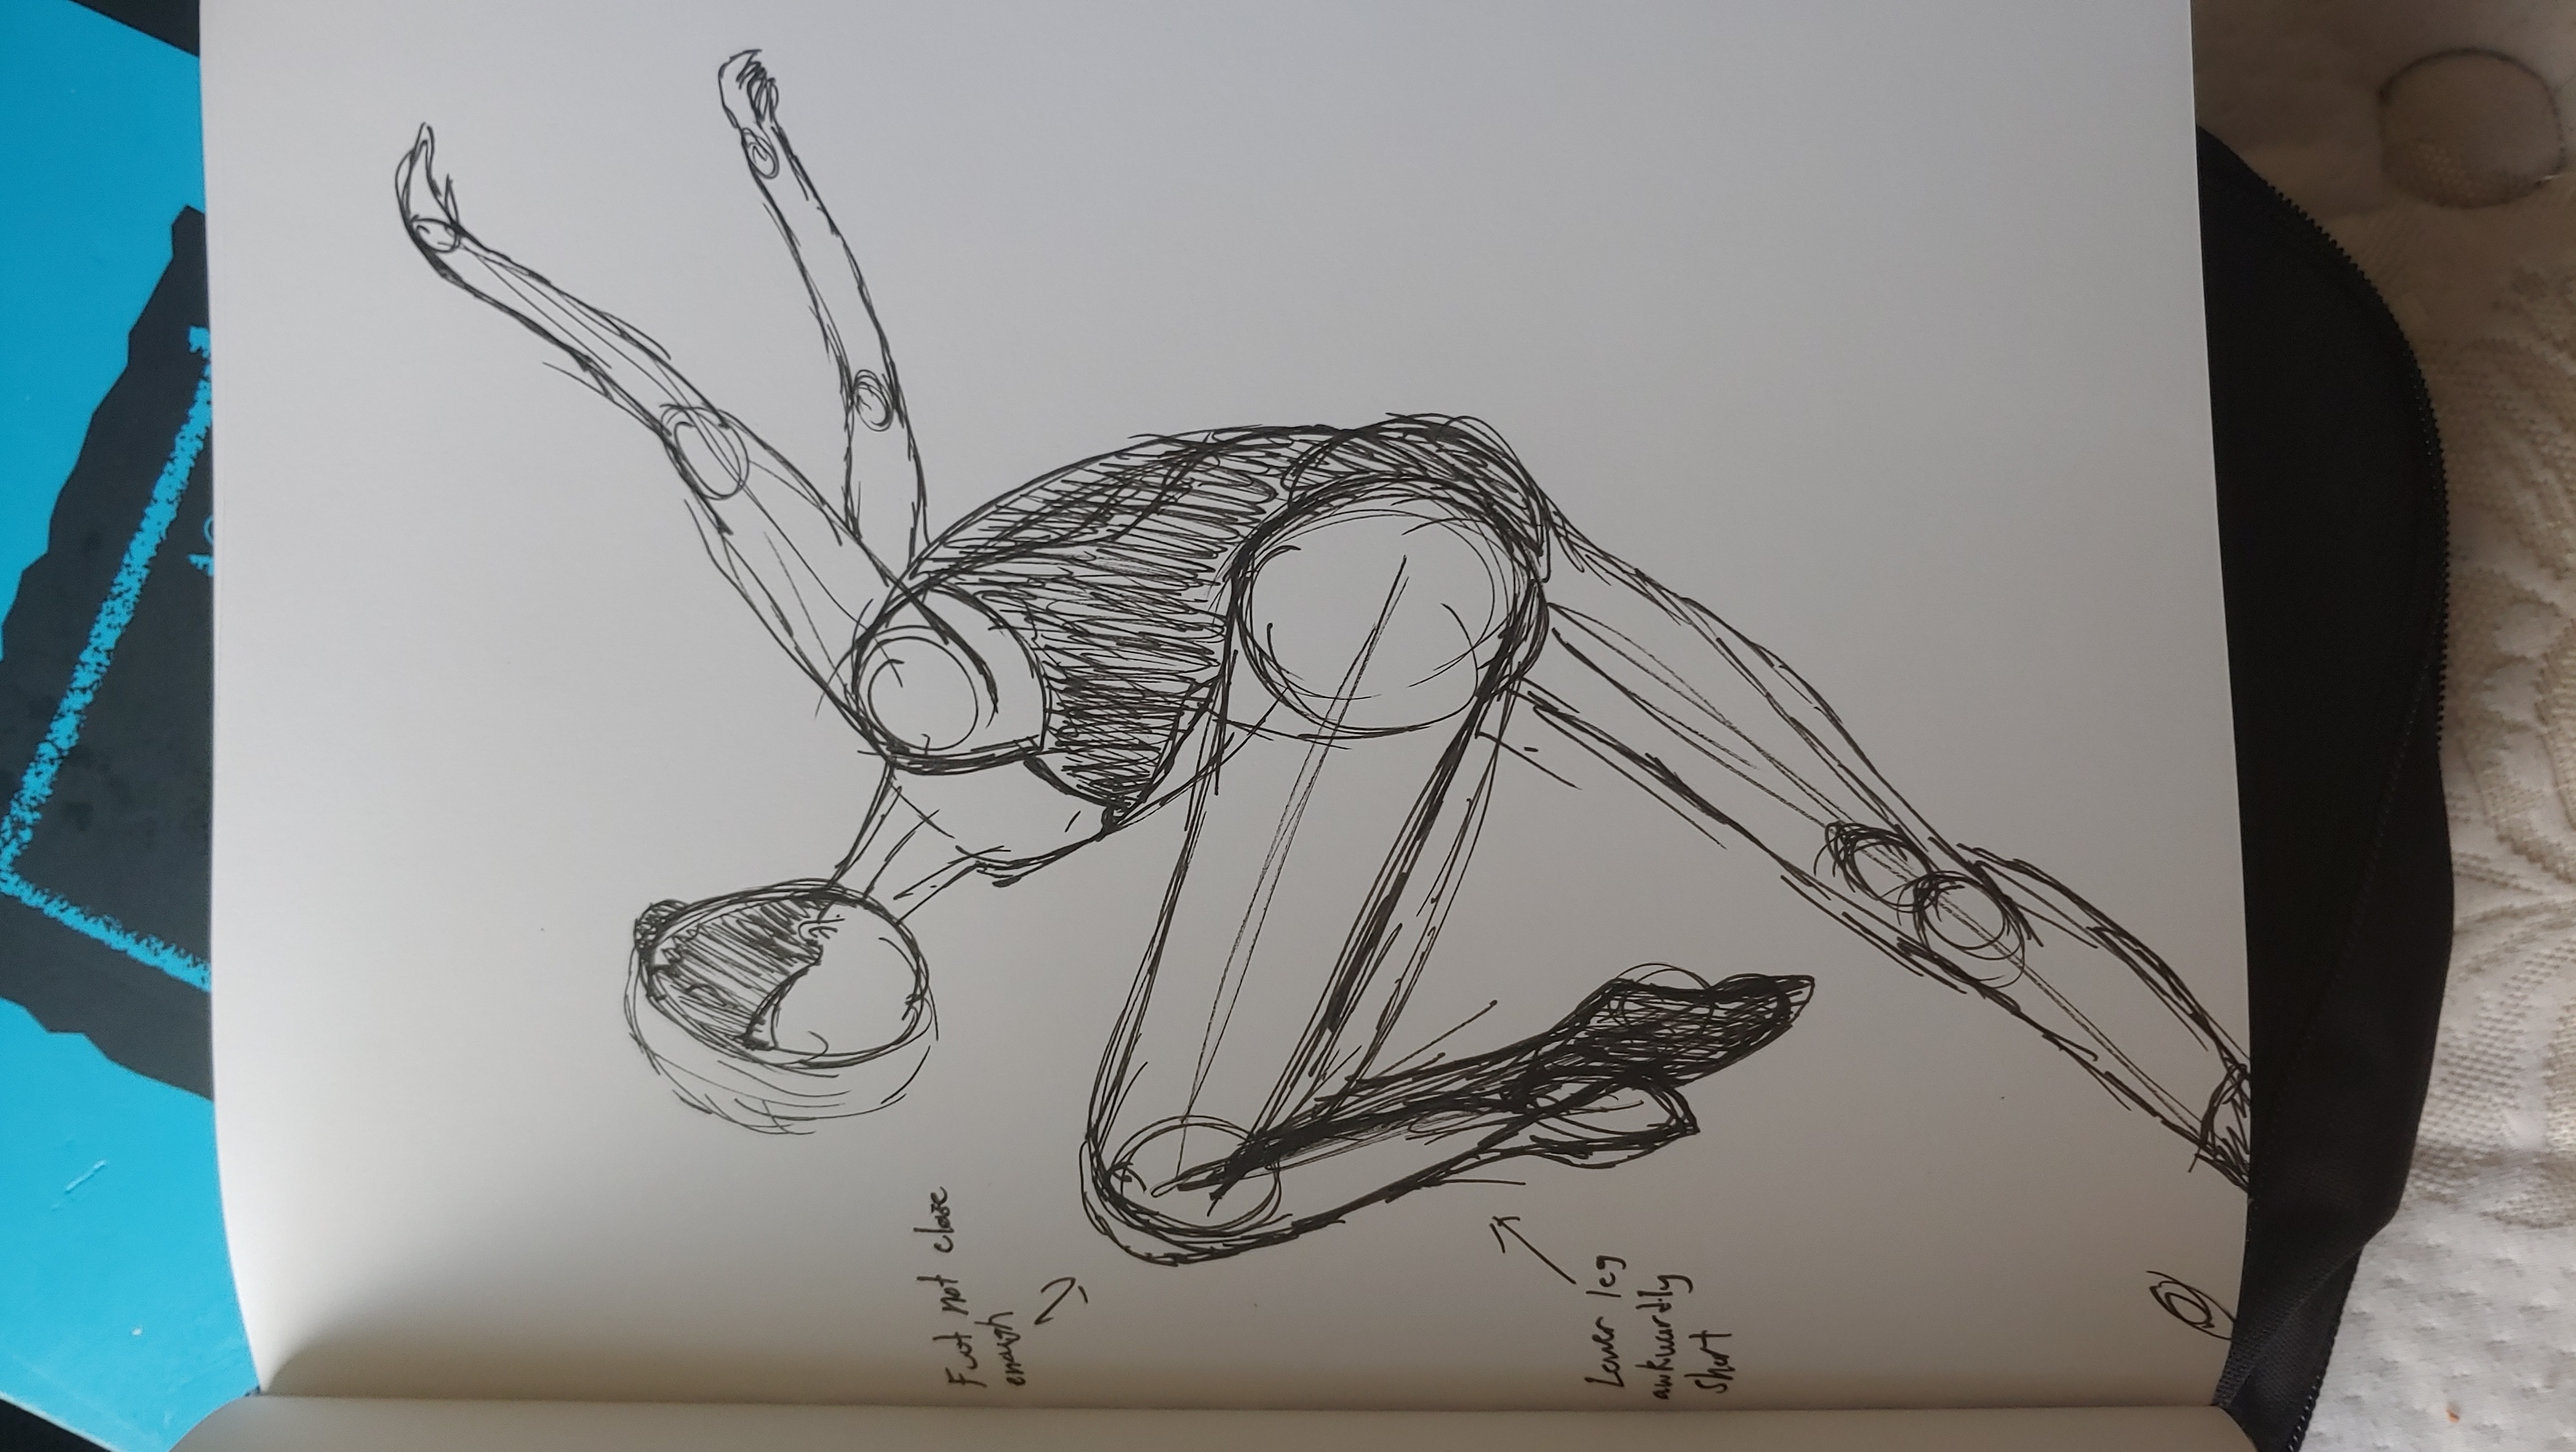 Foot not close
enough
Lower leg
awkwardly
short